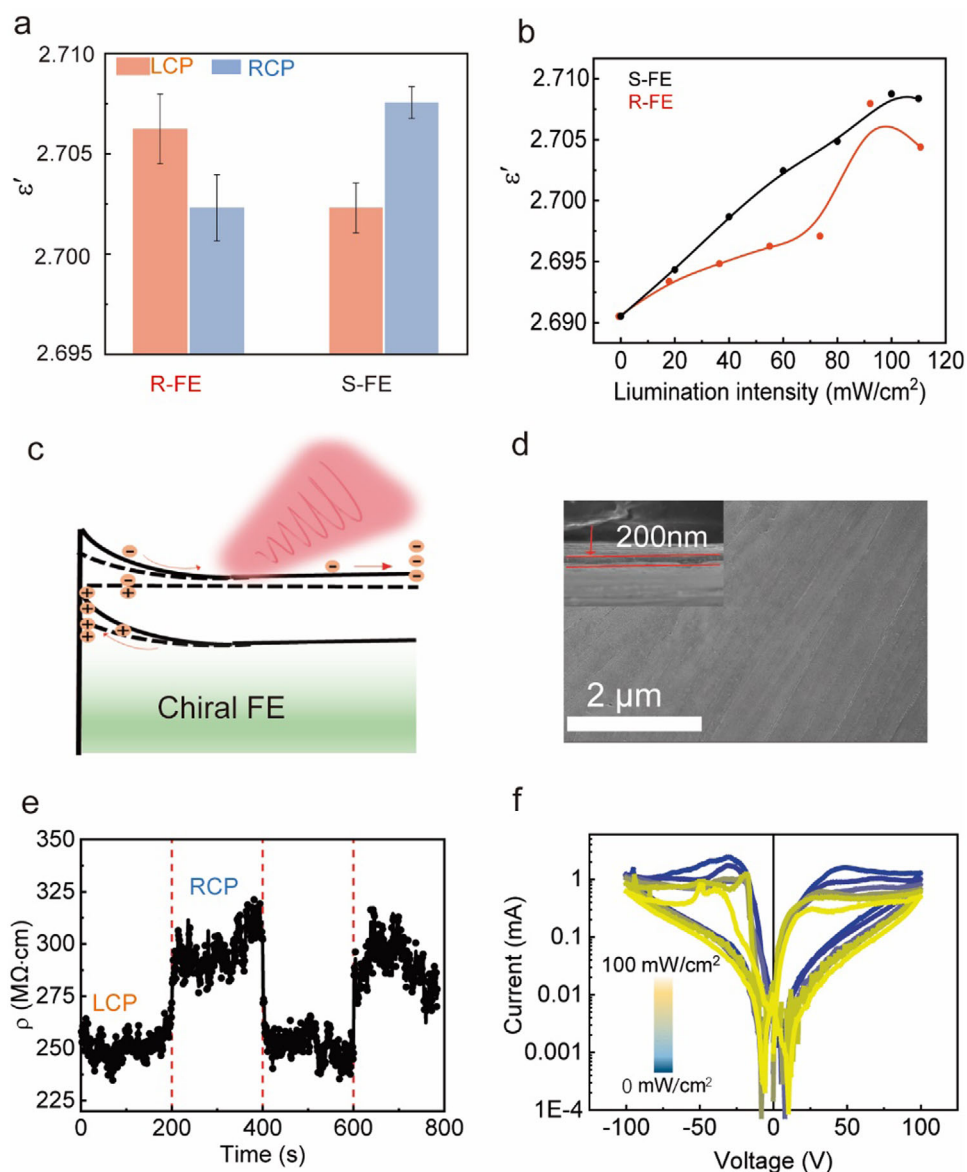 a
LCP RCP
2.710
2.705
2.700
2.695
ε′
R-FE S-FE
b
S-FE
R-FE
2.710
2.705
2.700
2.695
2.690
ε′
0 20 40 60 80 100 120
Liumination intensity (mW/cm²)
c
− − −
− −
− −
+ +
+
+ +
+
Chiral FE
d
200nm
2 μm
e
350
325
300
275
250
225
ρ (MΩ·cm)
LCP
RCP
0 200 400 600 800
Time (s)
f
1
0.1
0.01
0.001
1E-4
Current (mA)
100 mW/cm²
0 mW/cm²
-100 -50 0 50 100
Voltage (V)